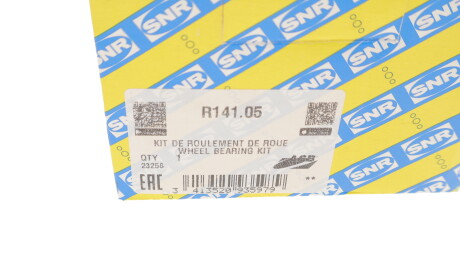 SNR
SNR
SNR
SNR
SNR
R141.05
KIT DE ROULEMENT DE ROUE
WHEEL BEARING KIT
QTY 1
23256
ASB
EAC
3 413520 935979
**
SNR
SNR
SNR